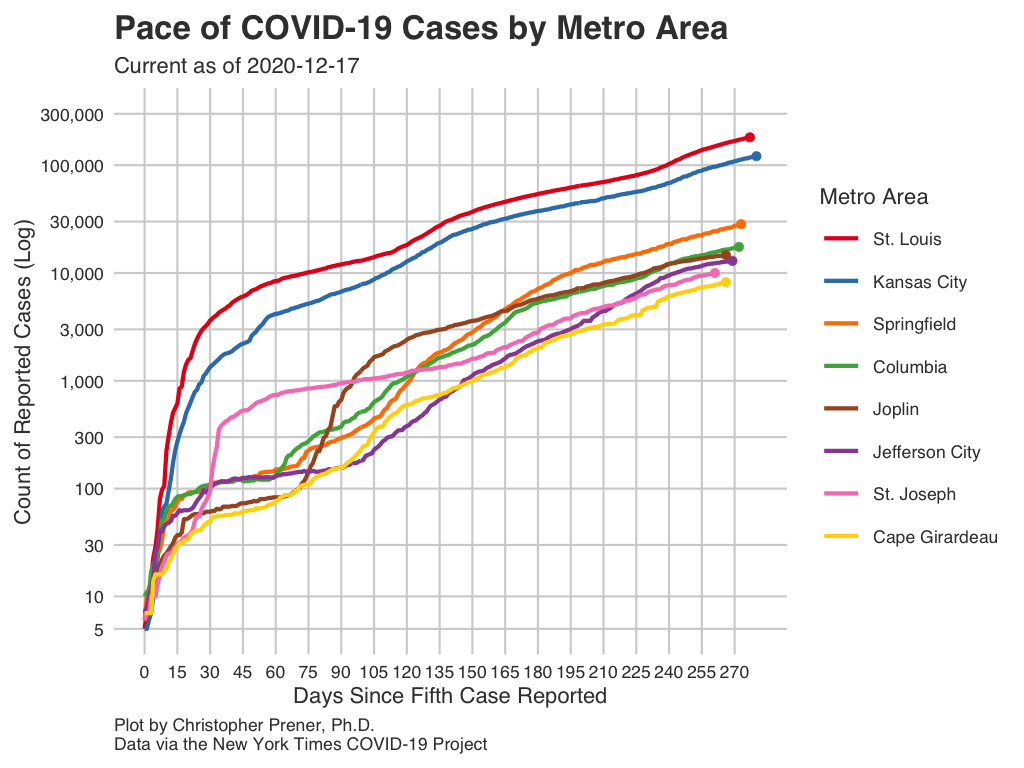 Pace of COVID-19 Cases by Metro Area
Current as of 2020-12-17
Count of Reported Cases (Log)
300,000
100,000
30,000
10,000
3,000
1,000
300
100
30
10
5
0 15 30 45 60 75 90 105 120 135 150 165 180 195 210 225 240 255 270
Days Since Fifth Case Reported
Metro Area
St. Louis
Kansas City
Springfield
Columbia
Joplin
Jefferson City
St. Joseph
Cape Girardeau
Plot by Christopher Prener, Ph.D.
Data via the New York Times COVID-19 Project